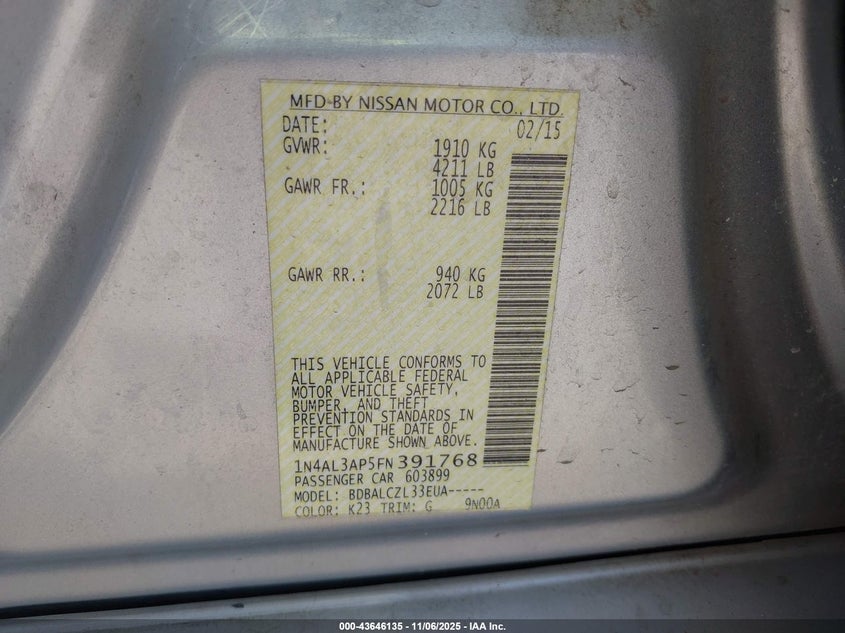 MFD BY NISSAN MOTOR CO., LTD.
DATE: 02/15
GVWR: 1910 KG
4211 LB
GAWR FR.: 1005 KG
2216 LB
GAWR RR.: 940 KG
2072 LB
THIS VEHICLE CONFORMS TO
ALL APPLICABLE FEDERAL
MOTOR VEHICLE SAFETY,
BUMPER, AND THEFT
PREVENTION STANDARDS IN
EFFECT ON THE DATE OF
MANUFACTURE SHOWN ABOVE.
1N4AL3AP5FN391768
PASSENGER CAR 603899
MODEL: BDBALCZL33EUA-----
COLOR: K23 TRIM: G 9N00A
000-43646135 - 11/06/2025 - IAA Inc.